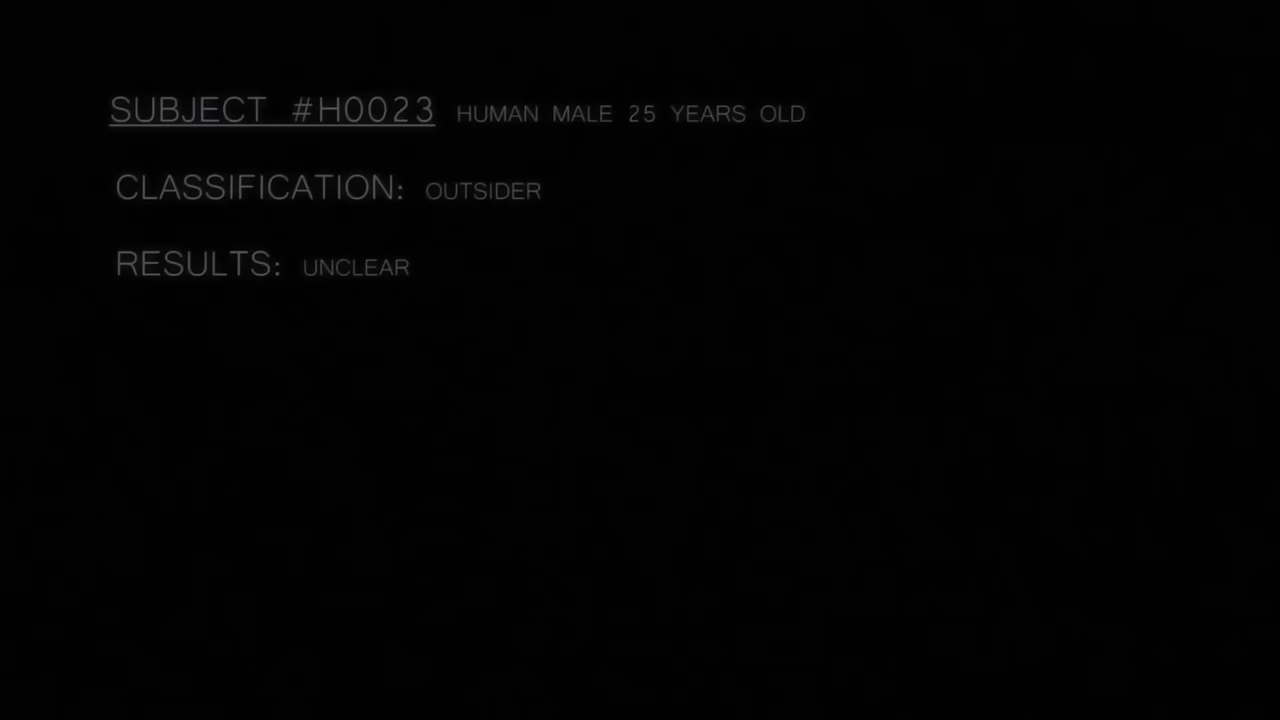 SUBJECT #H0023 HUMAN MALE 25 YEARS OLD
CLASSIFICATION: OUTSIDER
RESULTS: UNCLEAR